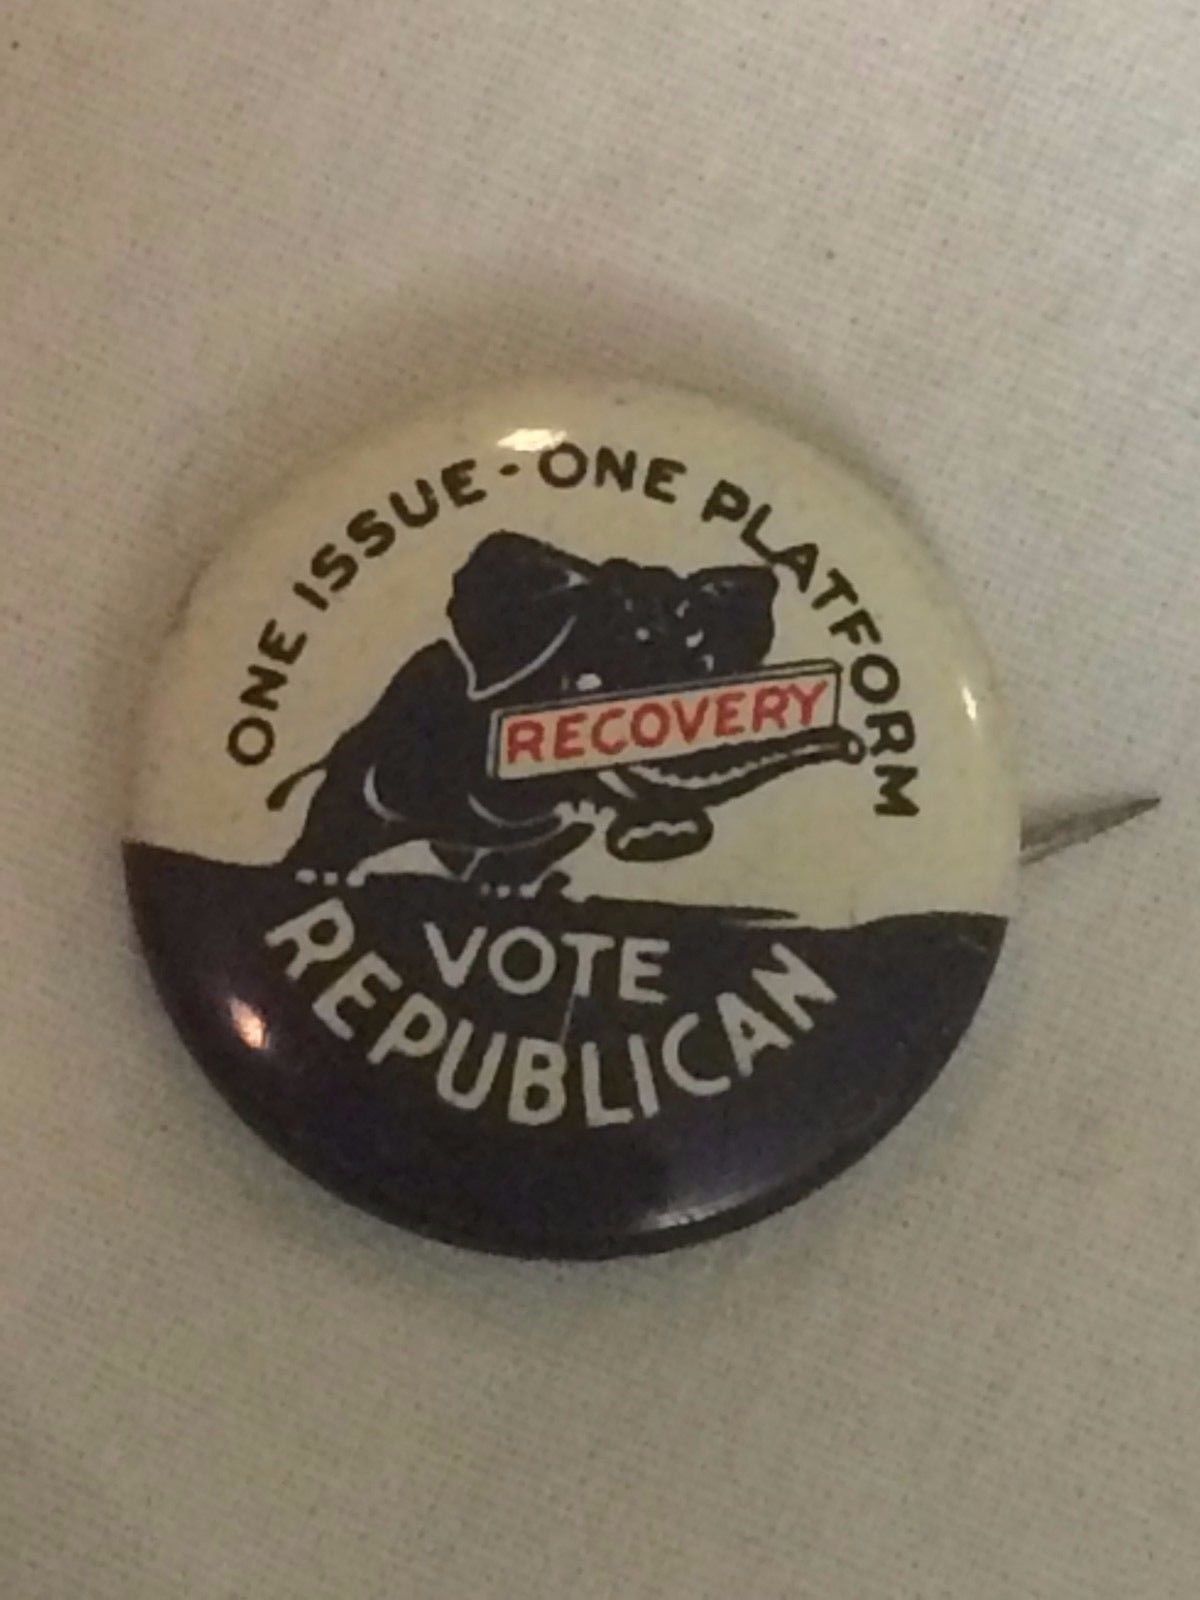 ONE ISSUE - ONE PLATFORM
RECOVERY
VOTE
REPUBLICAN